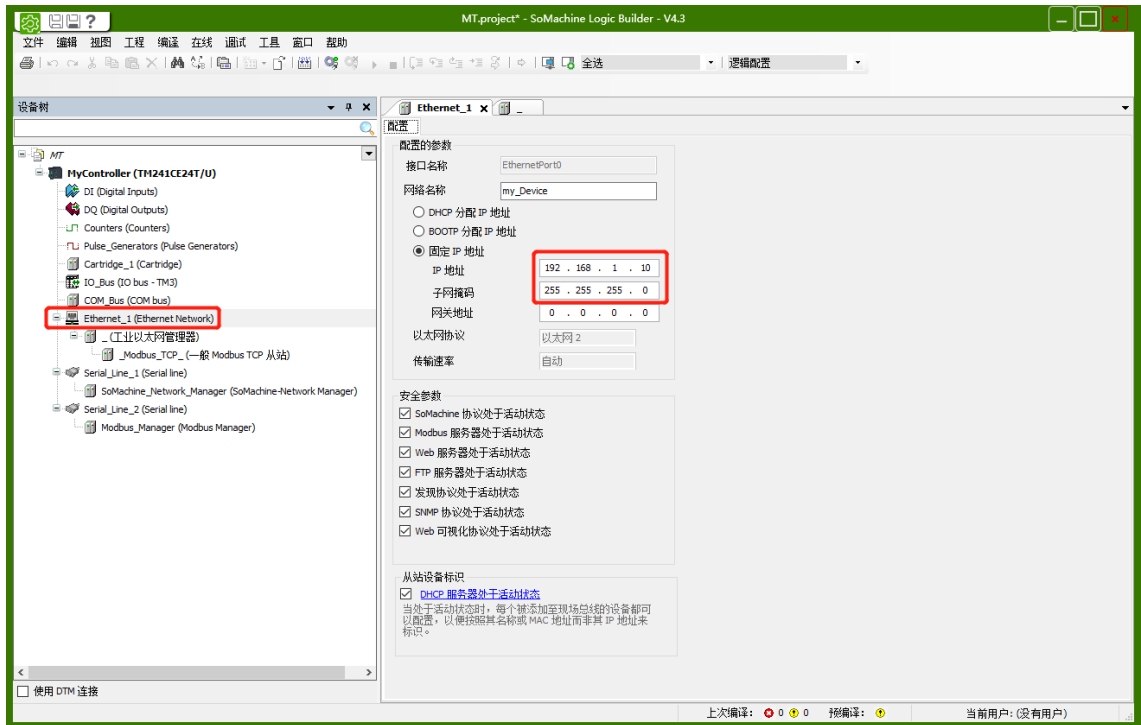 MT.project* - SoMachine Logic Builder - V4.3
文件 编辑 视图 工程 编译 在线 调试 工具 窗口 帮助
全选 逻辑配置
设备树
Ethernet_1 _
配置
MT
MyController (TM241CE24T/U)
DI (Digital Inputs)
DQ (Digital Outputs)
Counters (Counters)
Pulse_Generators (Pulse Generators)
Cartridge_1 (Cartridge)
IO_Bus (IO bus - TM3)
COM_Bus (COM bus)
Ethernet_1 (Ethernet Network)
_ (工业以太网管理器)
_Modbus_TCP_ (一般 Modbus TCP 从站)
Serial_Line_1 (Serial line)
SoMachine_Network_Manager (SoMachine-Network Manager)
Serial_Line_2 (Serial line)
Modbus_Manager (Modbus Manager)
使用 DTM 连接
配置的参数
接口名称 EthernetPort0
网络名称 my_Device
DHCP 分配 IP 地址
BOOTP 分配 IP 地址
固定 IP 地址
IP 地址 192 . 168 . 1 . 10
子网掩码 255 . 255 . 255 . 0
网关地址 0 . 0 . 0 . 0
以太网协议 以太网 2
传输速率 自动
安全参数
SoMachine 协议处于活动状态
Modbus 服务器处于活动状态
Web 服务器处于活动状态
FTP 服务器处于活动状态
发现协议处于活动状态
SNMP 协议处于活动状态
Web 可视化协议处于活动状态
从站设备标识
DHCP 服务器处于活动状态
当处于活动状态时，每个被添加至现场总线的设备都可
以配置，以便按照其名称或 MAC 地址而非其 IP 地址来
标识。
上次编译: 0 0 预编译: 当前用户: (没有用户)